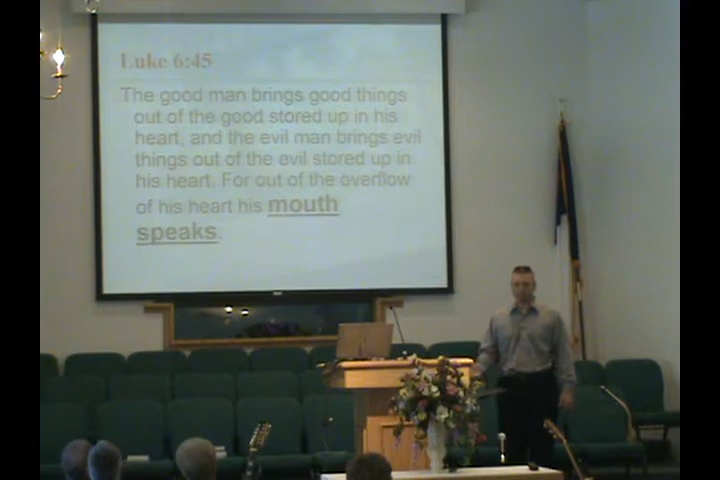 Luke 6:45
The good man brings good things
out of the good stored up in his
heart, and the evil man brings evil
things out of the evil stored up in
his heart. For out of the overflow
of his heart his mouth
speaks.